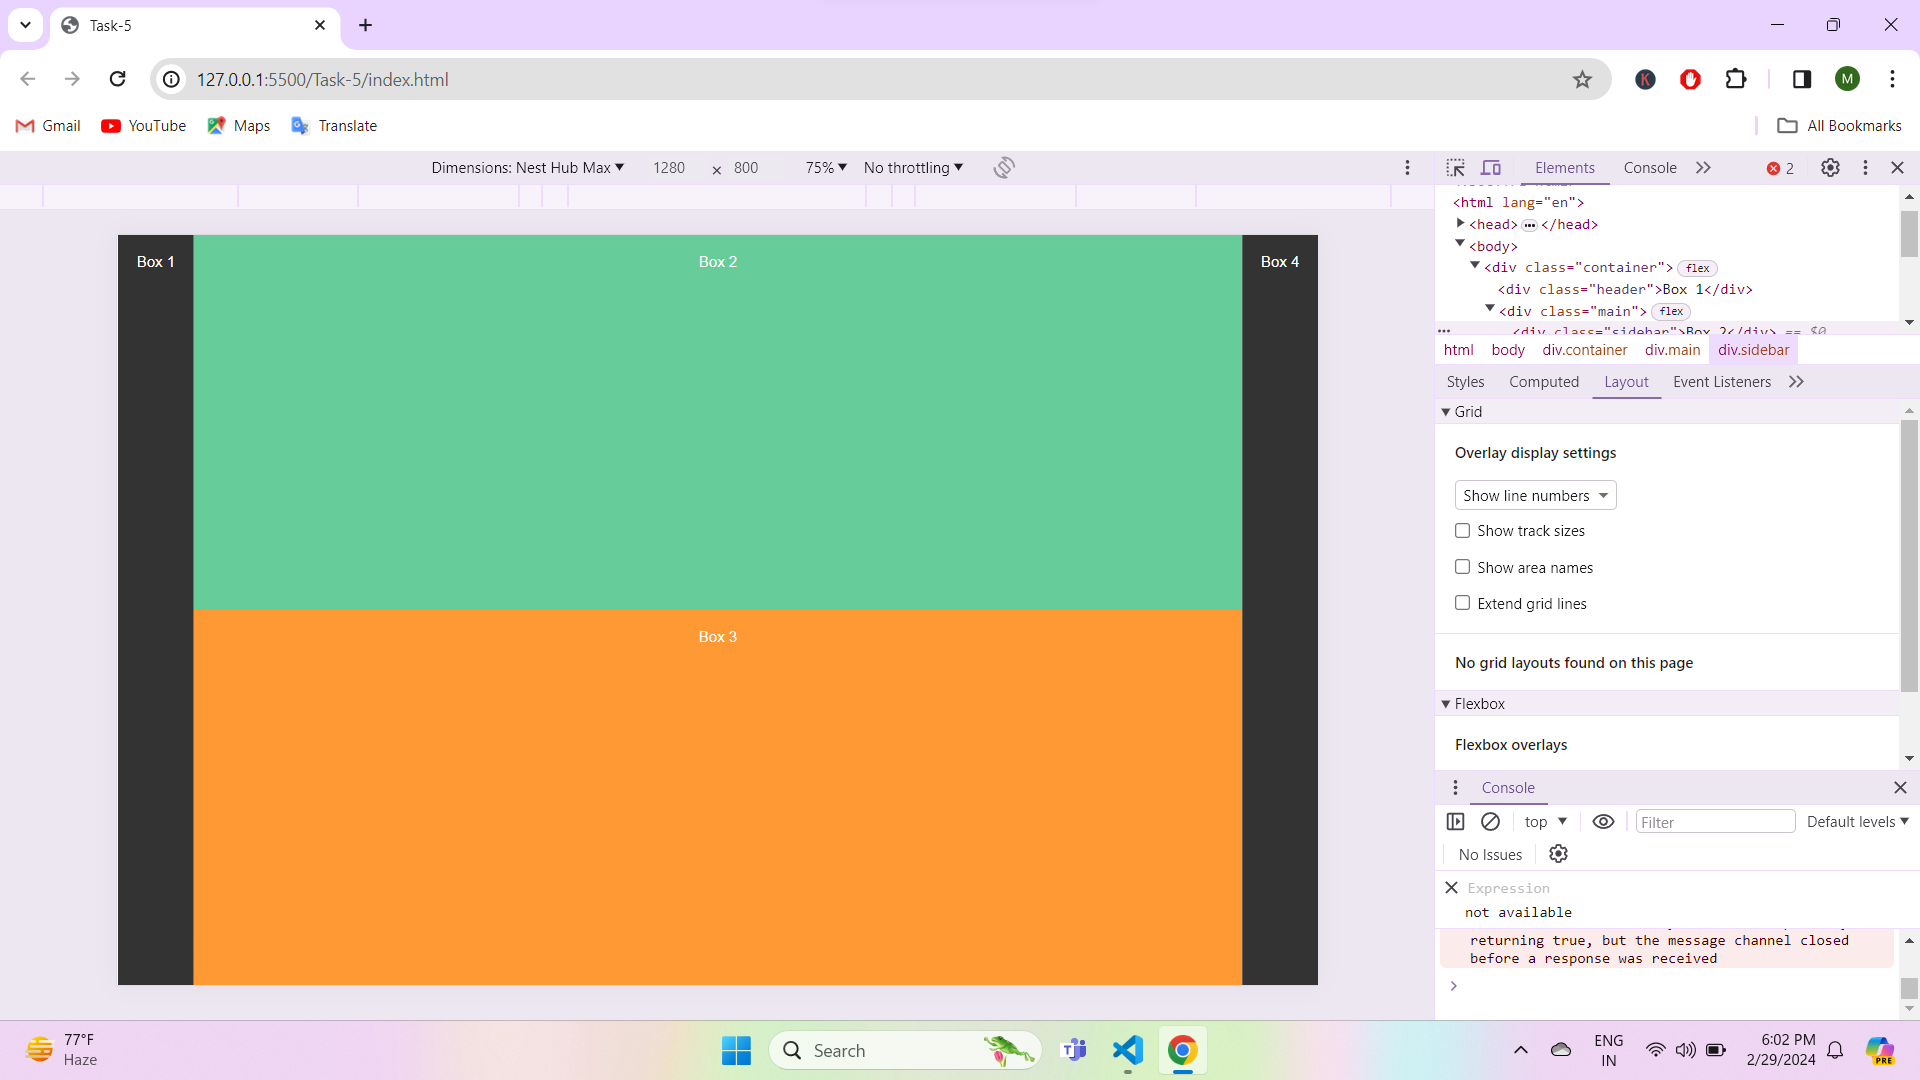 Task-5
127.0.0.1:5500/Task-5/index.html
K
M
Gmail YouTube Maps Translate All Bookmarks
Dimensions: Nest Hub Max 1280 × 800 75% No throttling
Elements Console 2
<html lang="en">
<head> </head>
<body>
<div class="container"> flex
<div class="header">Box 1</div>
<div class="main"> flex
<div class="sidebar">Box 2</div> == $0
html body div.container div.main div.sidebar
Styles Computed Layout Event Listeners
Grid
Overlay display settings
Show line numbers
Show track sizes
Show area names
Extend grid lines
No grid layouts found on this page
Flexbox
Flexbox overlays
Console
top Filter Default levels
No Issues
Expression
not available
returning true, but the message channel closed
before a response was received
Box 1
Box 2
Box 4
Box 3
77°F
Haze
Search
ENG
IN
6:02 PM
2/29/2024
PRE